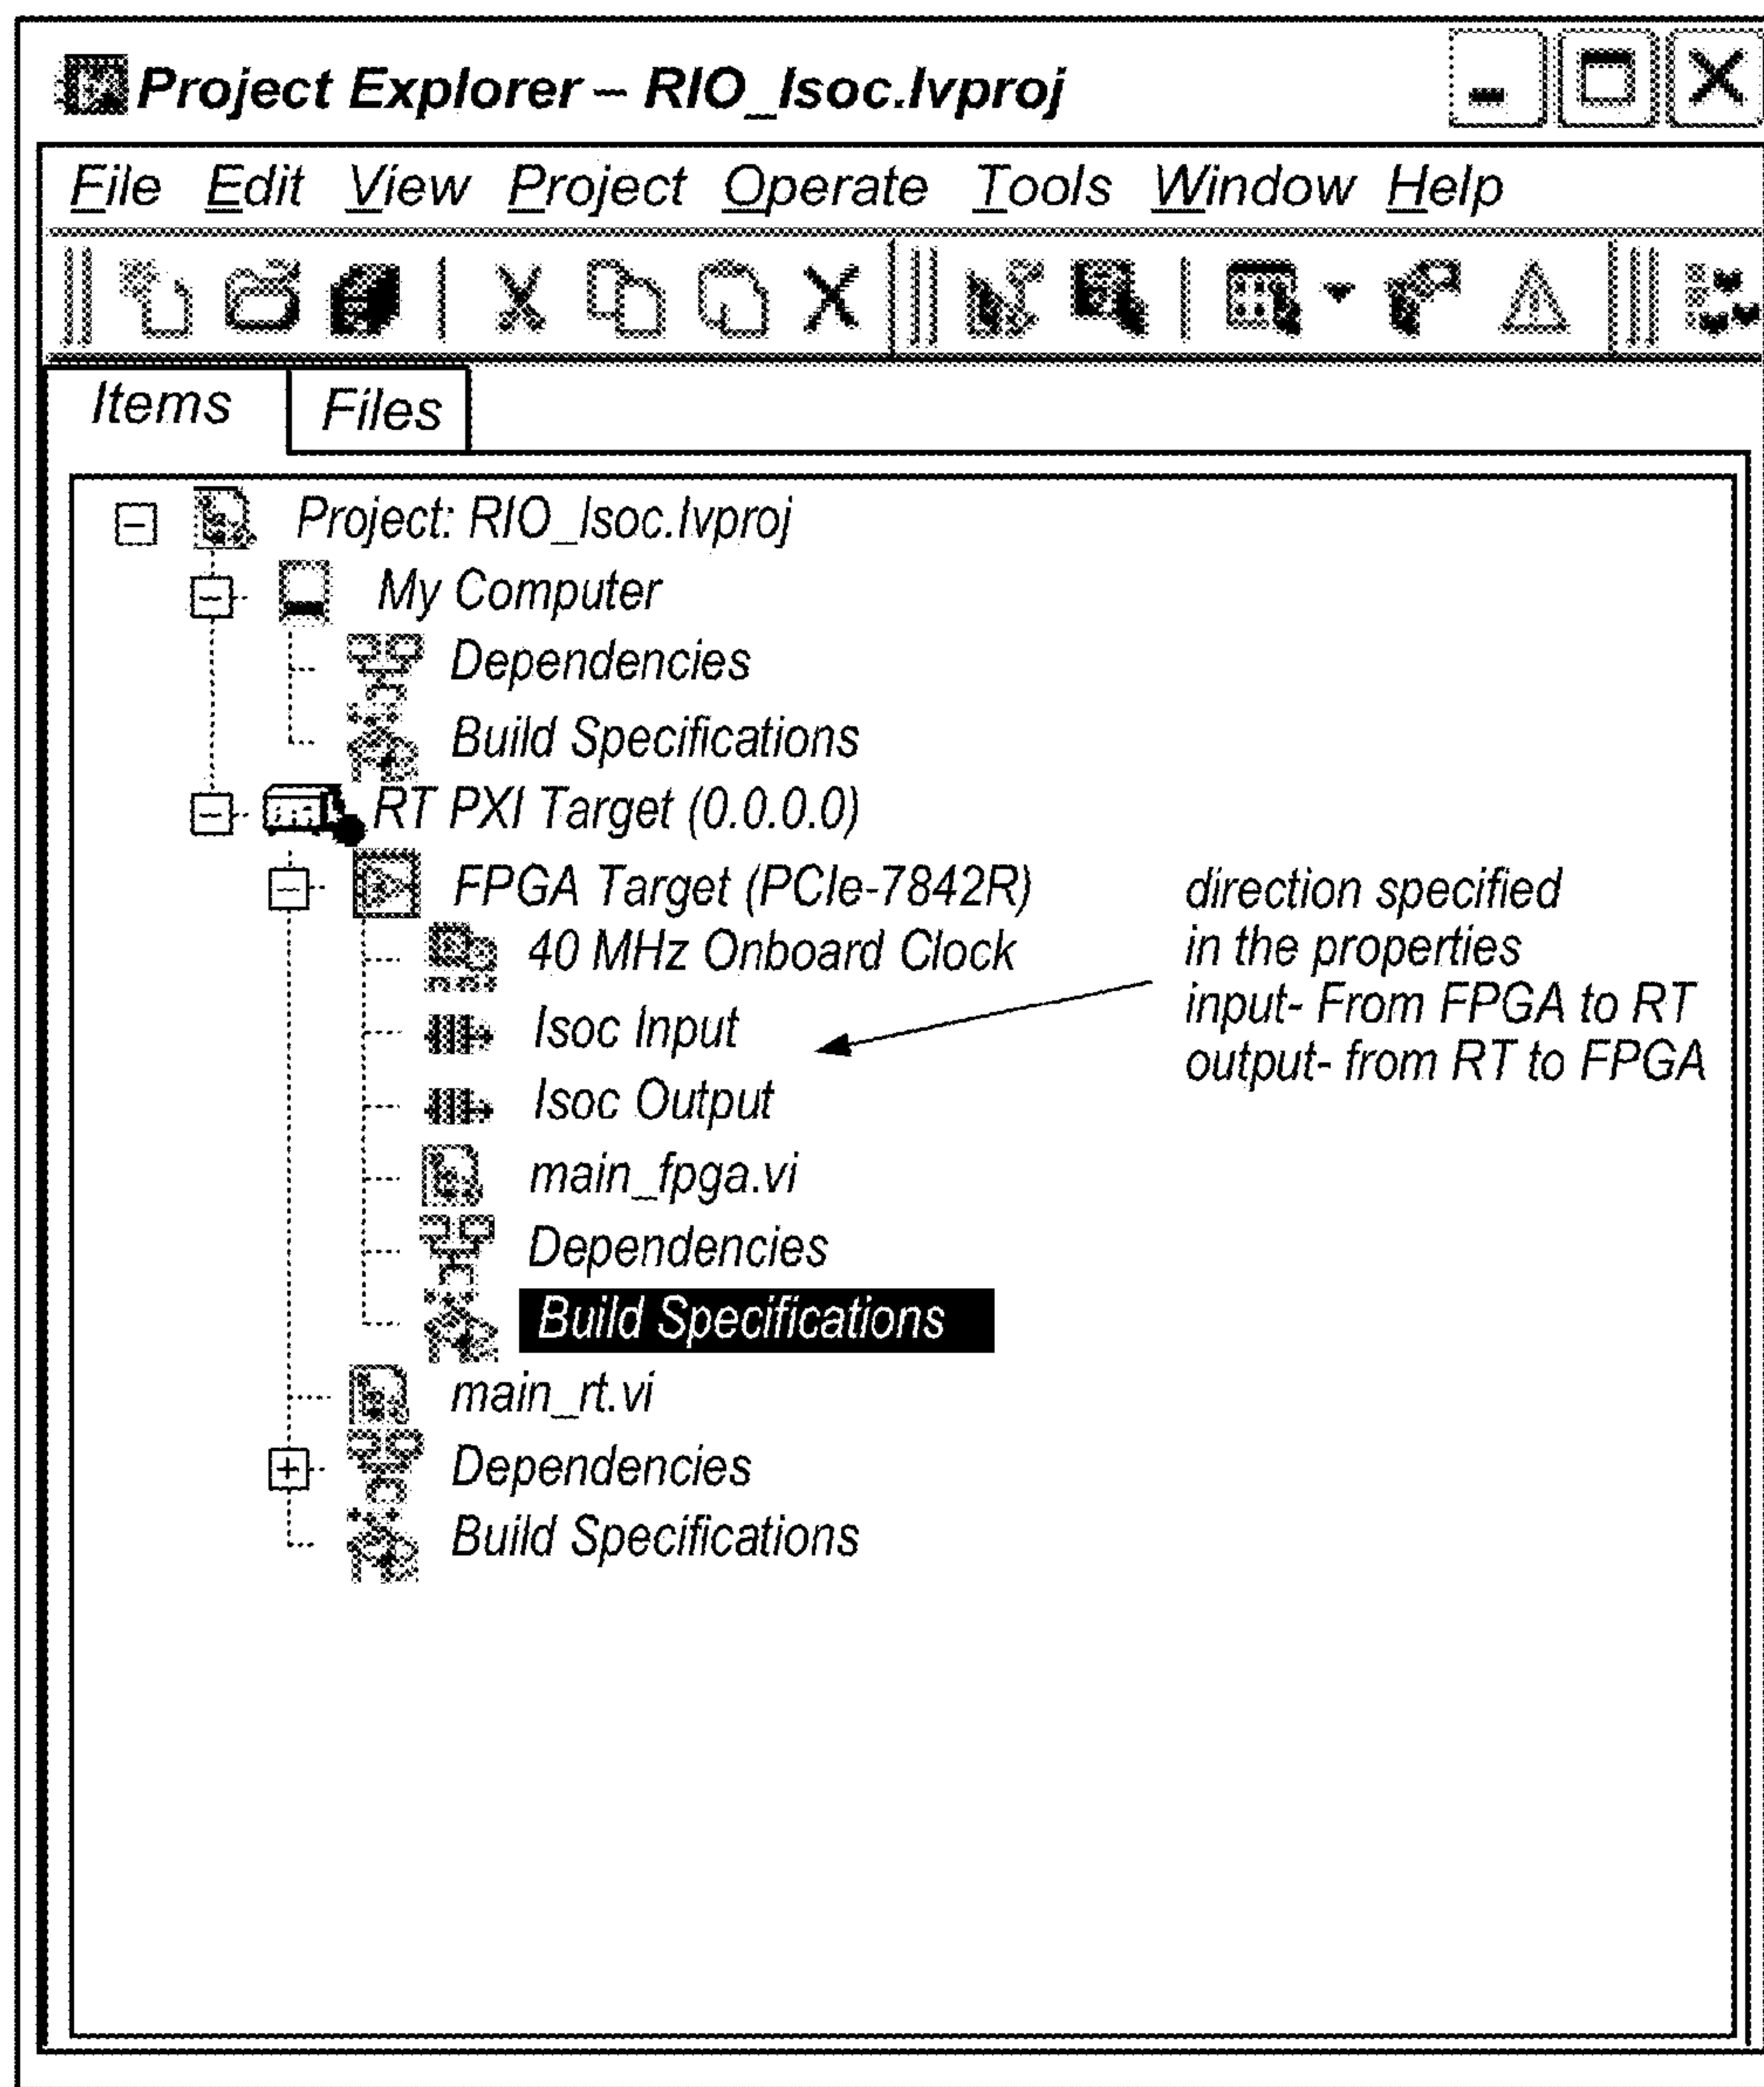 Project Explorer – RIO_Isoc.lvproj
File Edit View Project Operate Tools Window Help
Items Files
Project: RIO_Isoc.lvproj
My Computer
Dependencies
Build Specifications
RT PXI Target (0.0.0.0)
FPGA Target (PCIe-7842R)
40 MHz Onboard Clock
Isoc Input
Isoc Output
main_fpga.vi
Dependencies
Build Specifications
main_rt.vi
Dependencies
Build Specifications
direction specified
in the properties
input- From FPGA to RT
output- from RT to FPGA